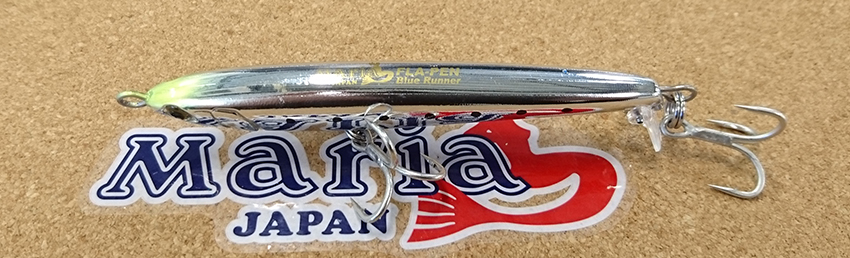 FLA-PEN
Blue Runner
Maria
JAPAN